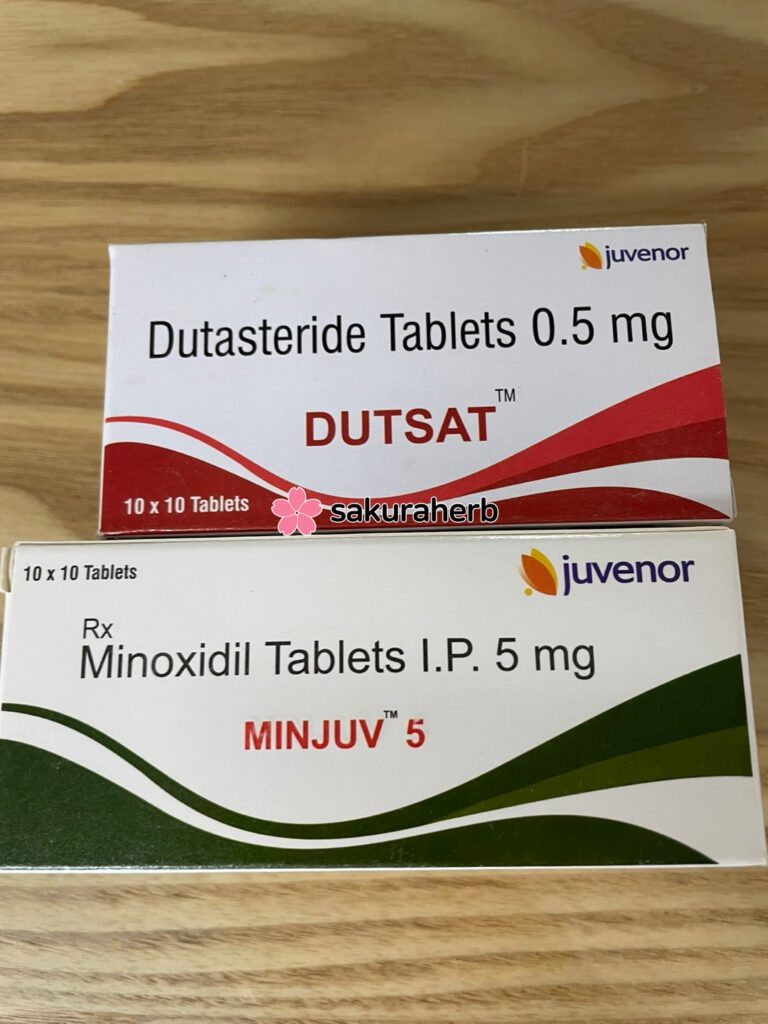 juvenor
Dutasteride Tablets 0.5 mg
DUTSAT™
10 x 10 Tablets
sakuraherb
10 x 10 Tablets
juvenor
Rx
Minoxidil Tablets I.P. 5 mg
MINJUV™ 5